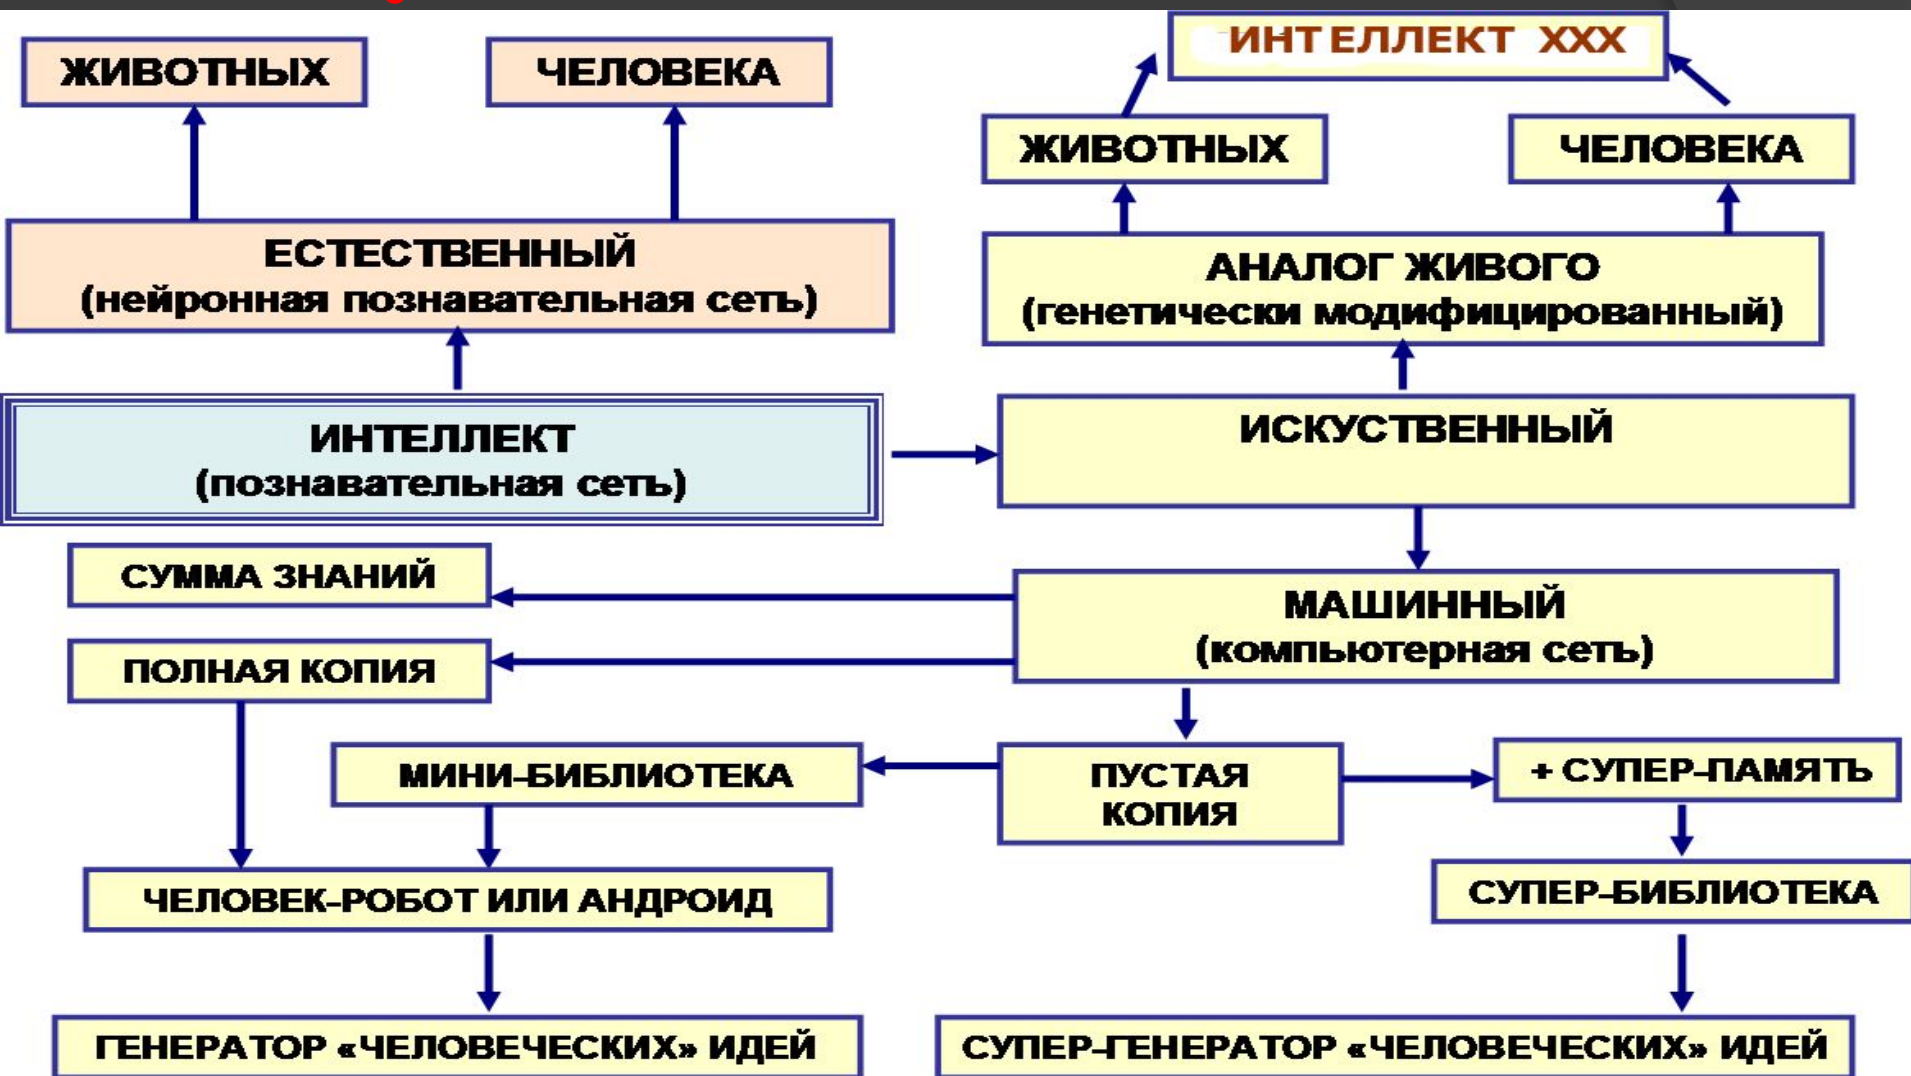 ИНТЕЛЛЕКТ XXX
ЖИВОТНЫХ
ЧЕЛОВЕКА
ЖИВОТНЫХ
ЧЕЛОВЕКА
ЕСТЕСТВЕННЫЙ
(нейронная познавательная сеть)
АНАЛОГ ЖИВОГО
(генетически модифицированный)
ИНТЕЛЛЕКТ
(познавательная сеть)
ИСКУСТВЕННЫЙ
СУММА ЗНАНИЙ
МАШИННЫЙ
(компьютерная сеть)
ПОЛНАЯ КОПИЯ
МИНИ-БИБЛИОТЕКА
ПУСТАЯ
КОПИЯ
+ СУПЕР-ПАМЯТЬ
ЧЕЛОВЕК-РОБОТ ИЛИ АНДРОИД
СУПЕР-БИБЛИОТЕКА
ГЕНЕРАТОР «ЧЕЛОВЕЧЕСКИХ» ИДЕЙ
СУПЕР-ГЕНЕРАТОР «ЧЕЛОВЕЧЕСКИХ» ИДЕЙ